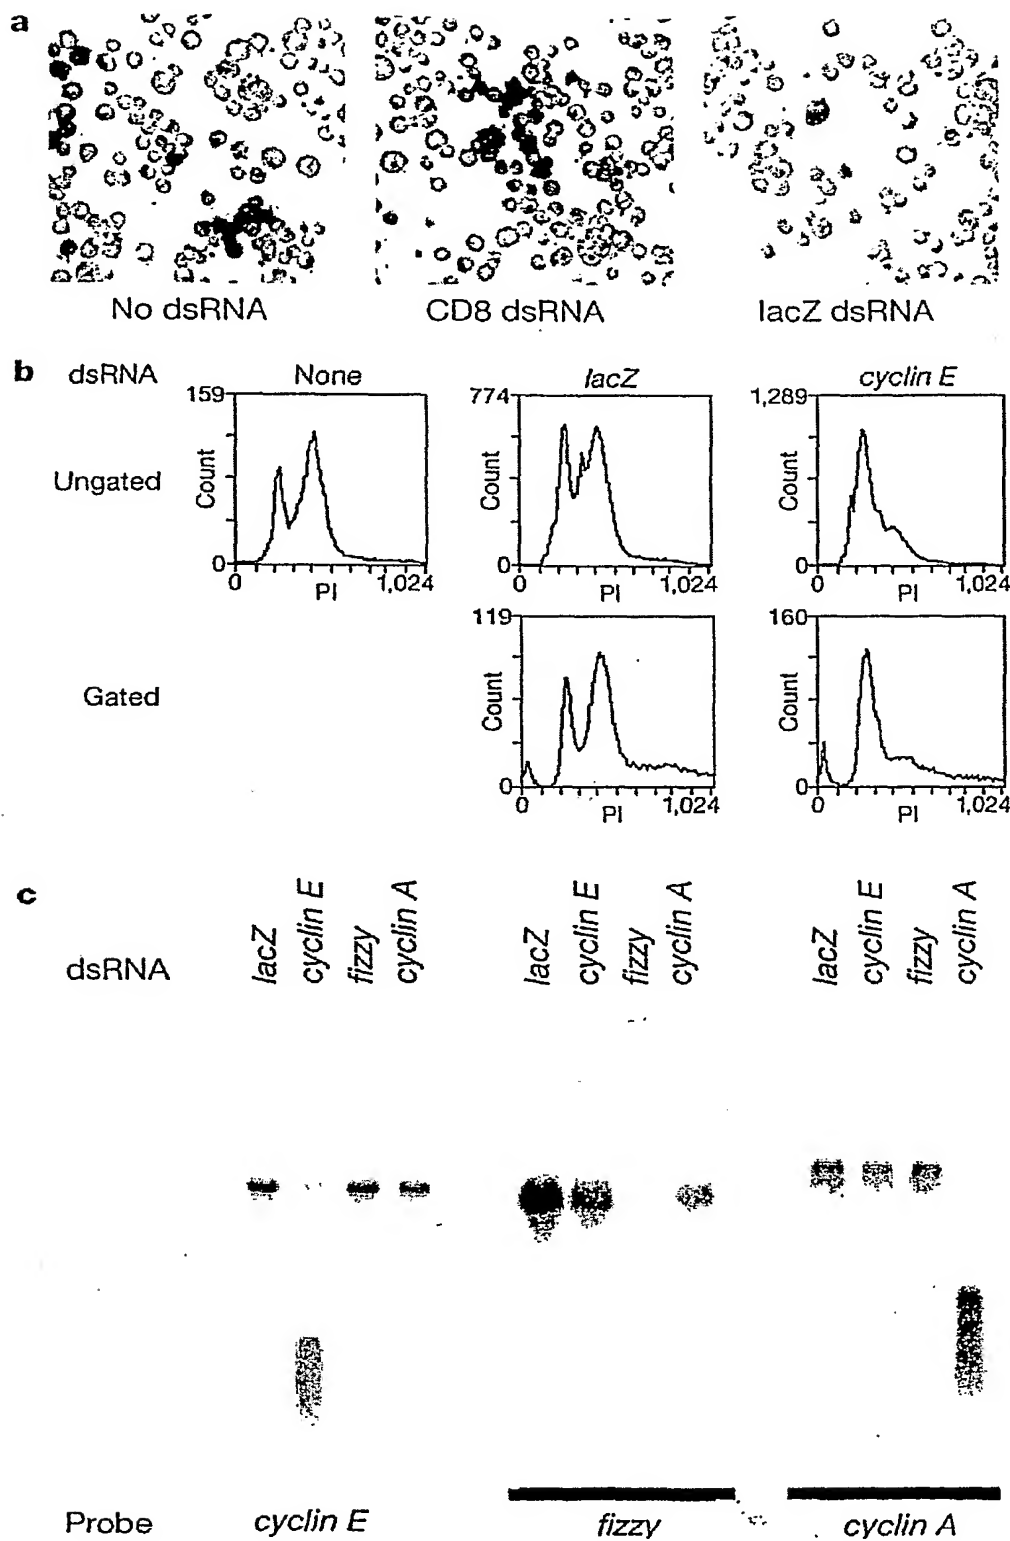 a
No dsRNA CD8 dsRNA lacZ dsRNA
b dsRNA None lacZ cyclin E
159 774 1,289
Ungated Count Count Count
0 0 0
0 1,024 0 1,024 0 1,024
PI PI PI
119 160
Gated Count Count
0 0
0 1,024 0 1,024
PI PI
c
dsRNA lacZ cyclin E fizzy cyclin A lacZ cyclin E fizzy cyclin A lacZ cyclin E fizzy cyclin A
Probe cyclin E fizzy cyclin A